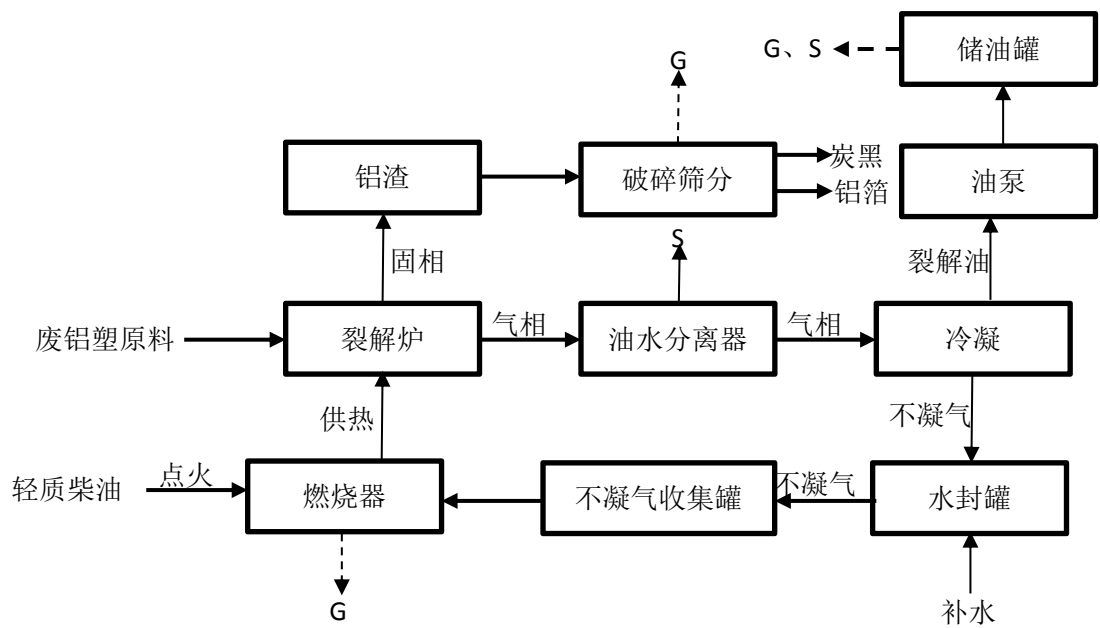 G、S
储油罐
G
铝渣
破碎筛分
炭黑
铝箔
油泵
固相
S
裂解油
废铝塑原料
裂解炉
气相
油水分离器
气相
冷凝
供热
不凝气
轻质柴油
点火
燃烧器
不凝气收集罐
不凝气
水封罐
G
补水